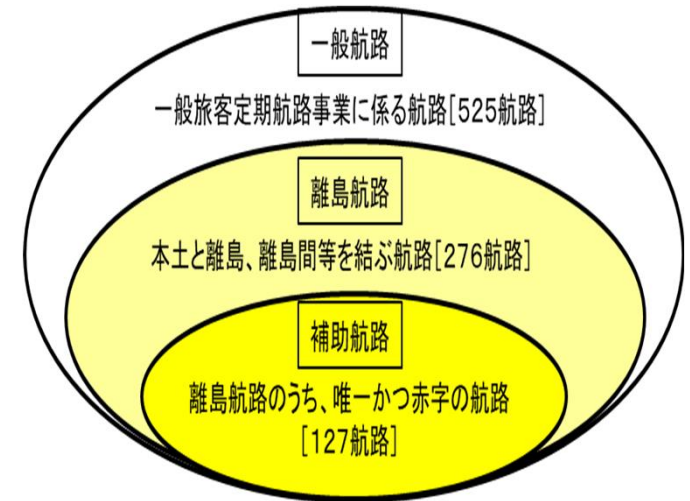 一般航路
一般旅客定期航路事業に係る航路[525航路]
離島航路
本土と離島、離島間等を結ぶ航路[276航路]
補助航路
離島航路のうち、唯一かつ赤字の航路
[127航路]